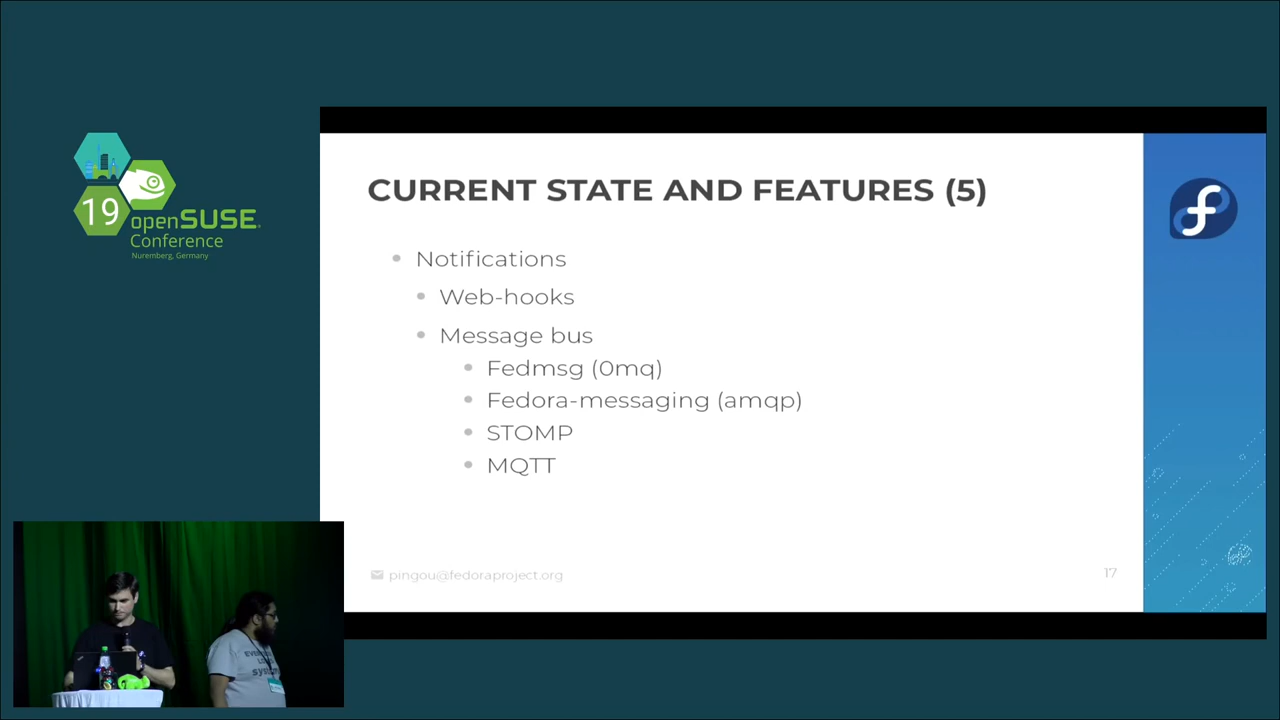 19
openSUSE
Conference
Nuremberg, Germany
CURRENT STATE AND FEATURES (5)
Notifications
Web-hooks
Message bus
Fedmsg (0mq)
Fedora-messaging (amqp)
STOMP
MQTT
pingou@fedoraproject.org
17